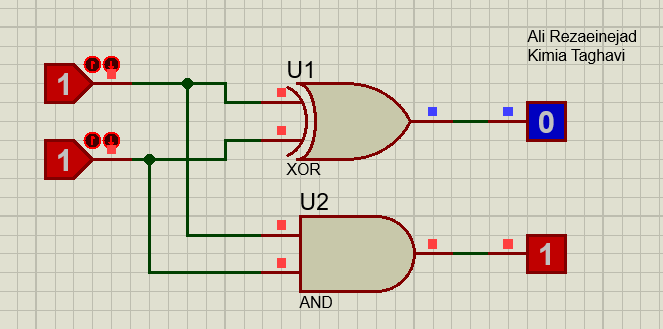 Ali Rezaeinejad
Kimia Taghavi
U1
1
0
1
XOR
U2
1
AND